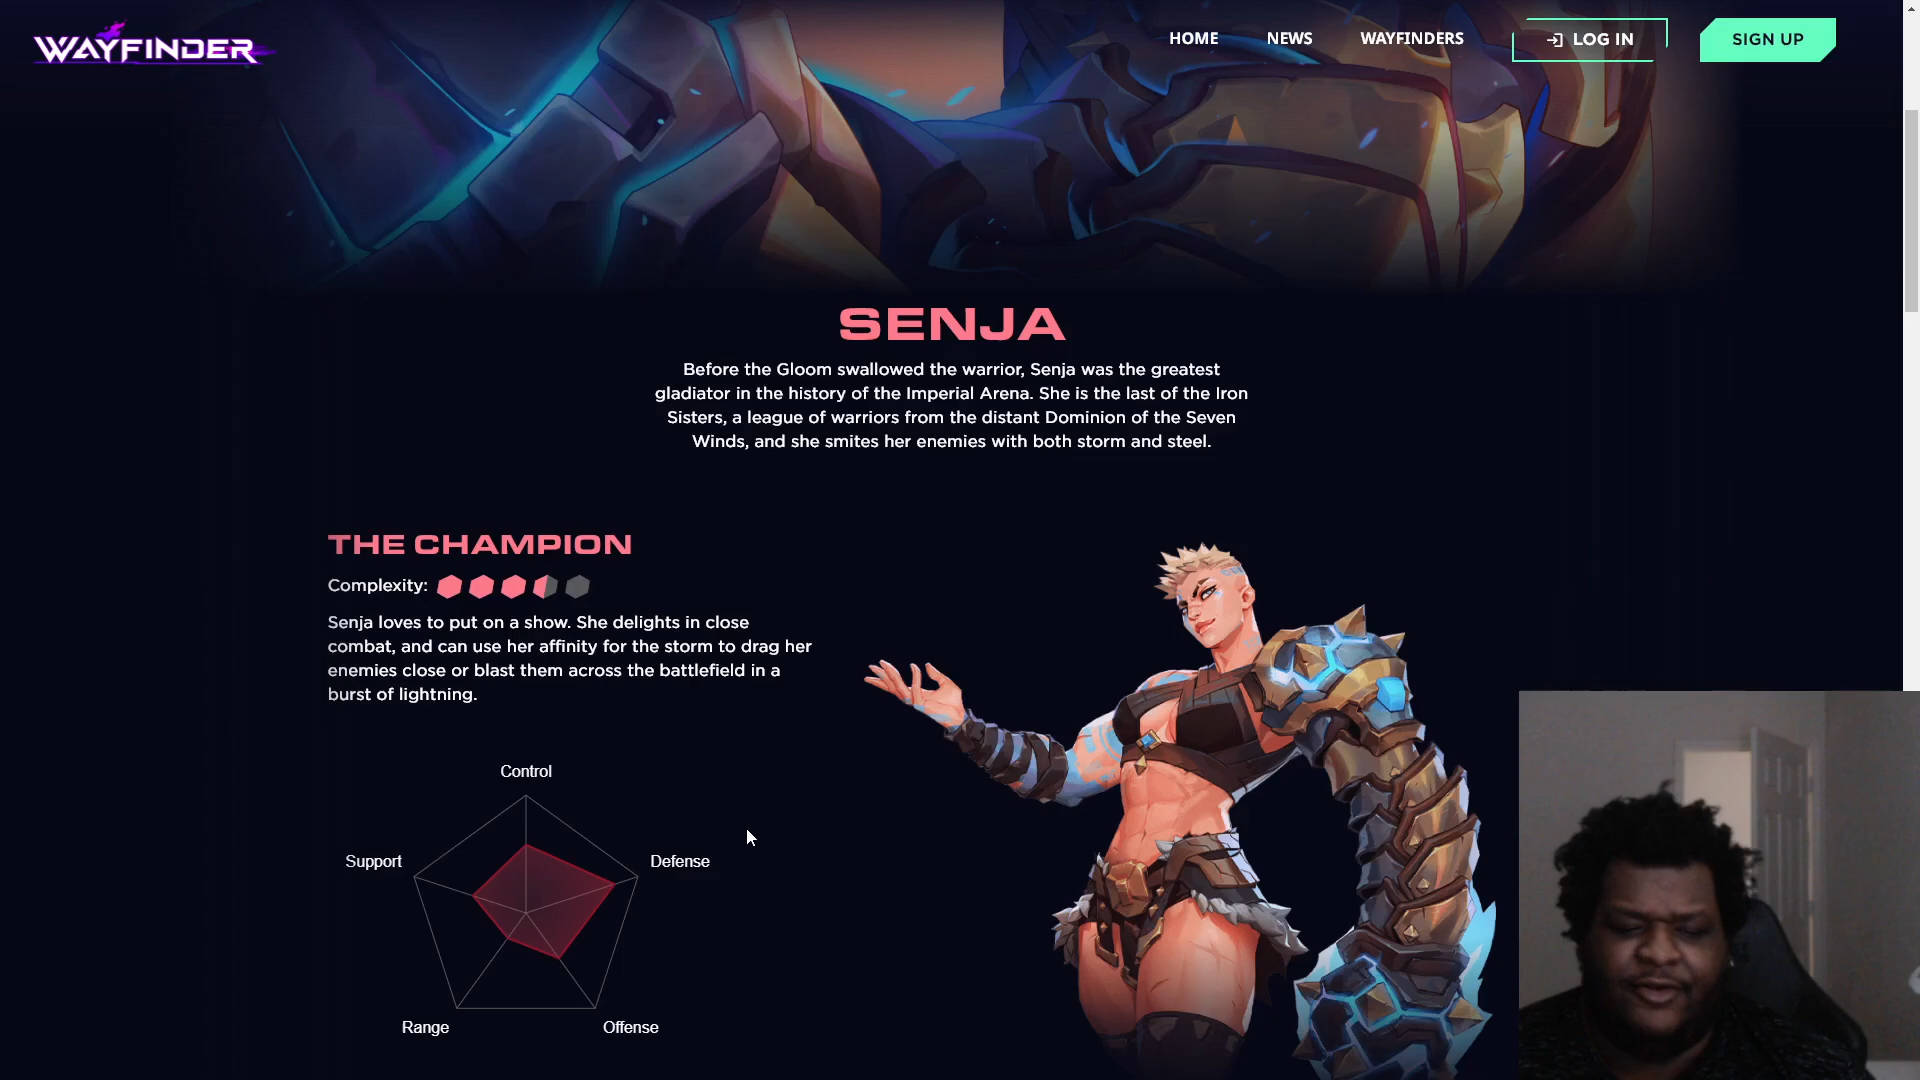 WAYFINDER
HOME
NEWS
WAYFINDERS
LOG IN
SIGN UP
SENJA
Before the Gloom swallowed the warrior, Senja was the greatest
gladiator in the history of the Imperial Arena. She is the last of the Iron
Sisters, a league of warriors from the distant Dominion of the Seven
Winds, and she smites her enemies with both storm and steel.
THE CHAMPION
Complexity:
Senja loves to put on a show. She delights in close
combat, and can use her affinity for the storm to drag her
enemies close or blast them across the battlefield in a
burst of lightning.
Control
Support
Defense
Range
Offense